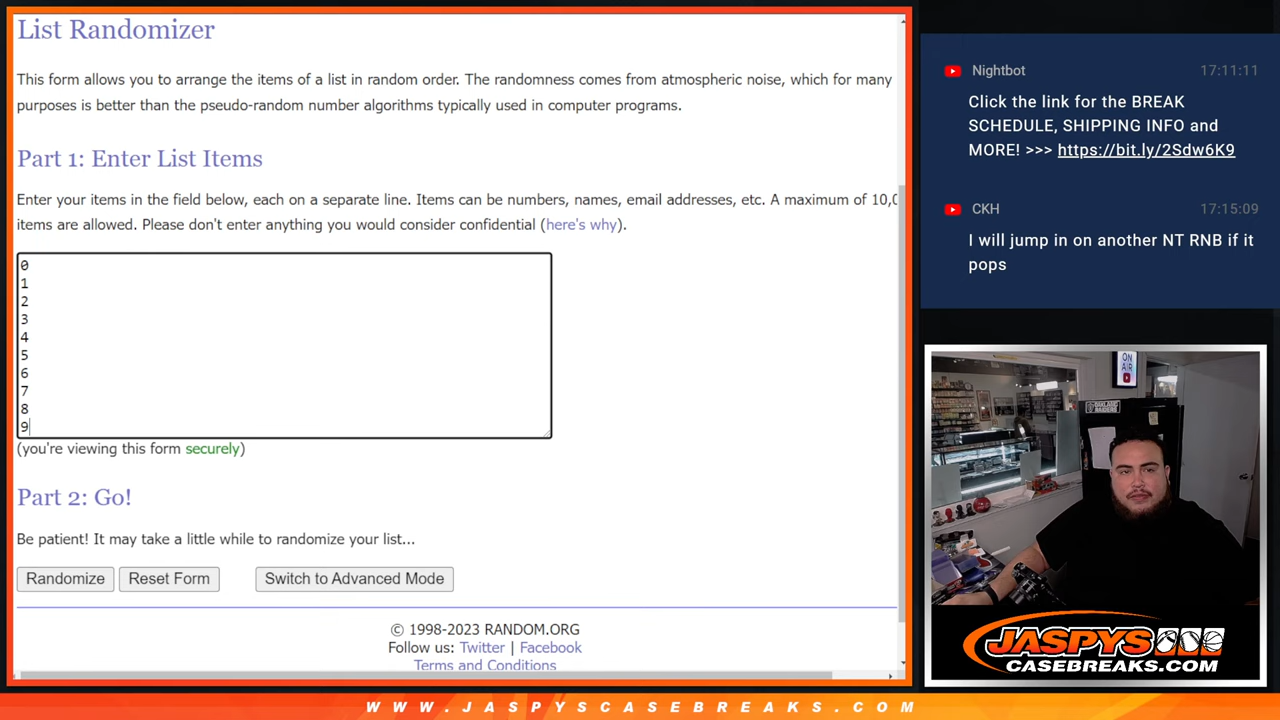 List Randomizer
This form allows you to arrange the items of a list in random order. The randomness comes from atmospheric noise, which for many
purposes is better than the pseudo-random number algorithms typically used in computer programs.
Part 1: Enter List Items
Enter your items in the field below, each on a separate line. Items can be numbers, names, email addresses, etc. A maximum of 10,0
items are allowed. Please don't enter anything you would consider confidential (here's why).
0
1
2
3
4
5
6
7
8
9
(you're viewing this form securely)
Part 2: Go!
Be patient! It may take a little while to randomize your list...
Randomize
Reset Form
Switch to Advanced Mode
© 1998-2023 RANDOM.ORG
Follow us: Twitter | Facebook
Terms and Conditions
Nightbot 17:11:11
Click the link for the BREAK
SCHEDULE, SHIPPING INFO and
MORE! >>> https://bit.ly/2Sdw6K9
CKH 17:15:09
I will jump in on another NT RNB if it
pops
ON
AIR
JASPYS
CASEBREAKS.COM
WWW.JASPYSCASEBREAKS.COM